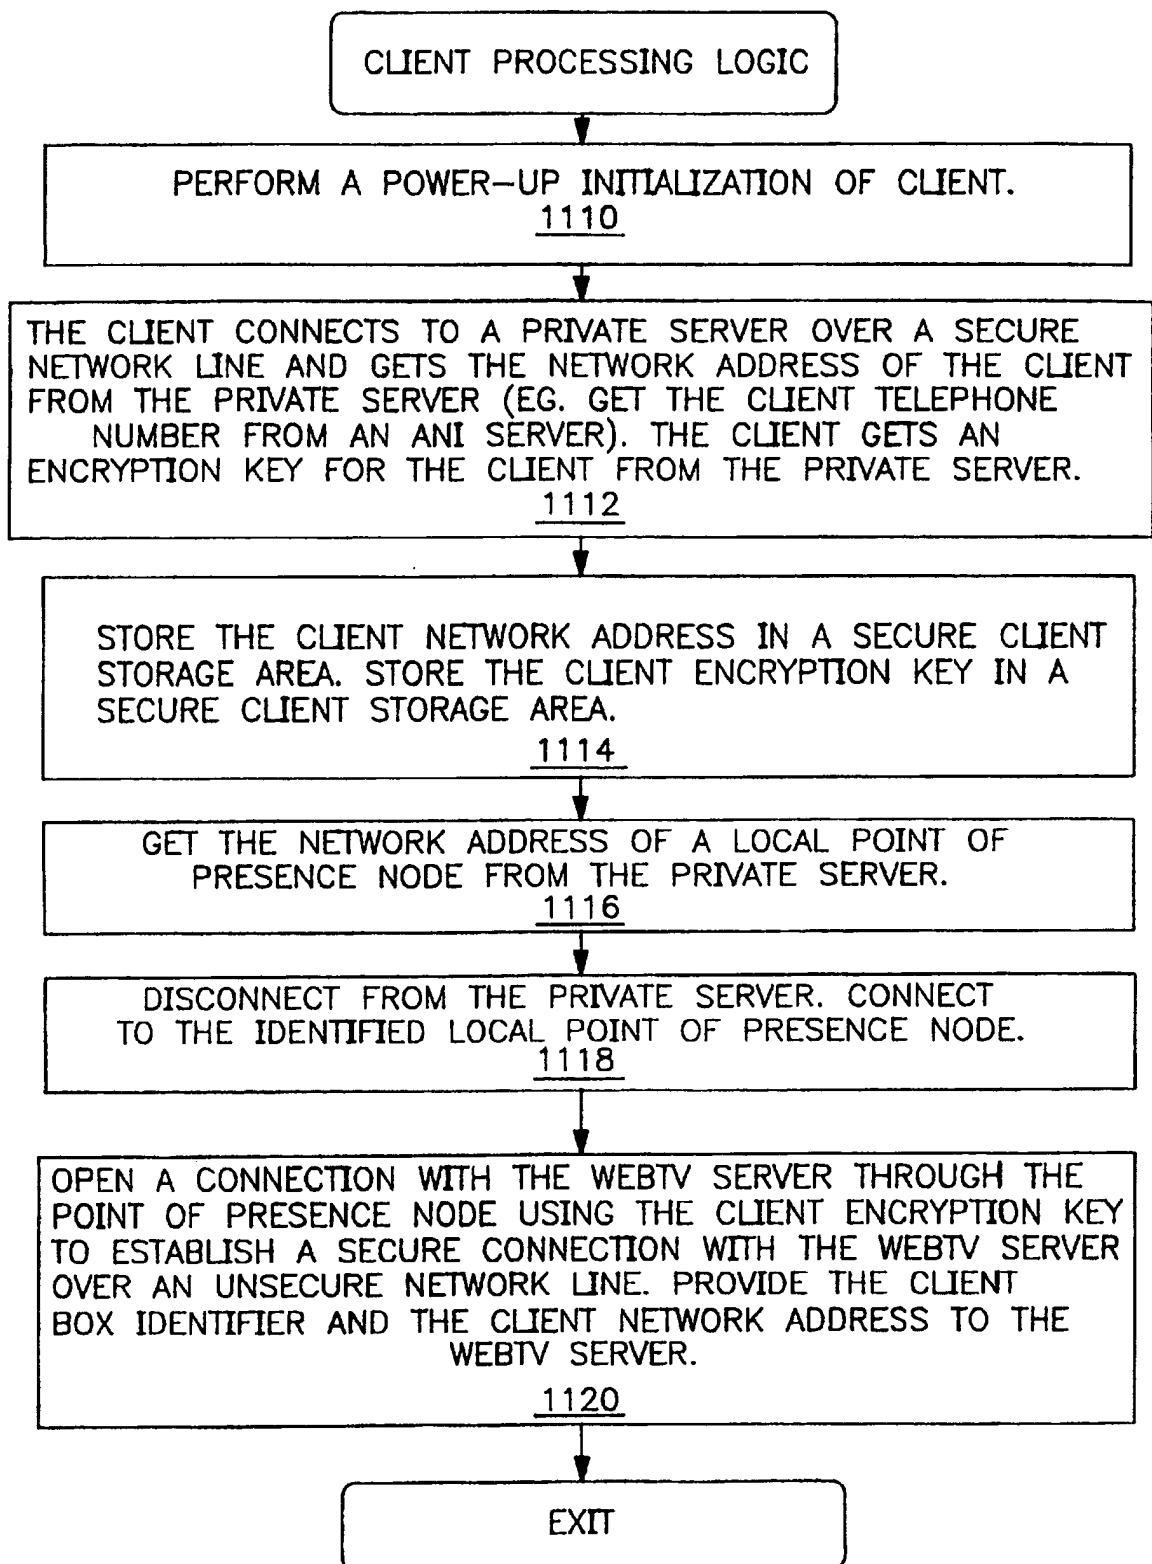 CLIENT PROCESSING LOGIC
PERFORM A POWER-UP INITIALIZATION OF CLIENT.
1110
THE CLIENT CONNECTS TO A PRIVATE SERVER OVER A SECURE
NETWORK LINE AND GETS THE NETWORK ADDRESS OF THE CLIENT
FROM THE PRIVATE SERVER (EG. GET THE CLIENT TELEPHONE
NUMBER FROM AN ANI SERVER). THE CLIENT GETS AN
ENCRYPTION KEY FOR THE CLIENT FROM THE PRIVATE SERVER.
1112
STORE THE CLIENT NETWORK ADDRESS IN A SECURE CLIENT
STORAGE AREA. STORE THE CLIENT ENCRYPTION KEY IN A
SECURE CLIENT STORAGE AREA.
1114
GET THE NETWORK ADDRESS OF A LOCAL POINT OF
PRESENCE NODE FROM THE PRIVATE SERVER.
1116
DISCONNECT FROM THE PRIVATE SERVER. CONNECT
TO THE IDENTIFIED LOCAL POINT OF PRESENCE NODE.
1118
OPEN A CONNECTION WITH THE WEBTV SERVER THROUGH THE
POINT OF PRESENCE NODE USING THE CLIENT ENCRYPTION KEY
TO ESTABLISH A SECURE CONNECTION WITH THE WEBTV SERVER
OVER AN UNSECURE NETWORK LINE. PROVIDE THE CLIENT
BOX IDENTIFIER AND THE CLIENT NETWORK ADDRESS TO THE
WEBTV SERVER.
1120
EXIT